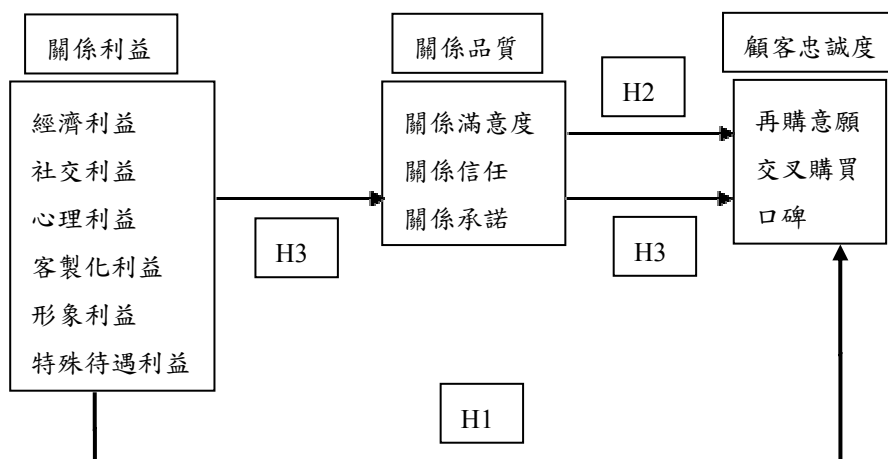 關係利益
關係品質
顧客忠誠度
經濟利益
社交利益
心理利益
客製化利益
形象利益
特殊待遇利益
關係滿意度
關係信任
關係承諾
再購意願
交叉購買
口碑
H2
H3
H3
H1